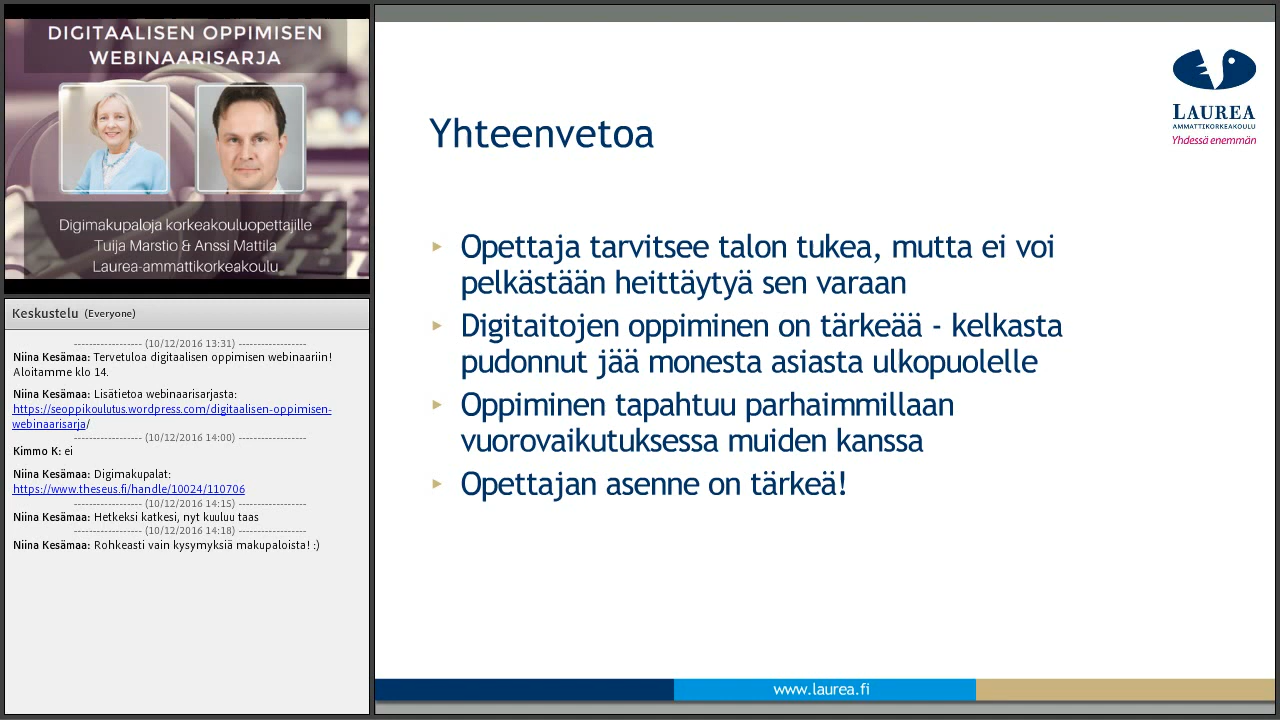 DIGITAALISEN OPPIMISEN
WEBINAARISARJA
Digimakupaloja korkeakouluopettajille
Tuija Marstio & Anssi Mattila
Laurea-ammattikorkeakoulu
Keskustelu (Everyone)
------------------ (10/12/2016 13:31) ------------------
Niina Kesämaa: Tervetuloa digitaalisen oppimisen webinaariin!
Aloitamme klo 14.
Niina Kesämaa: Lisätietoa webinaarisarjasta:
https://seoppikoulutus.wordpress.com/digitaalisen-oppimisen-
webinaarisarja/
------------------ (10/12/2016 14:00) ------------------
Kimmo K: ei
Niina Kesämaa: Digimakupalat:
https://www.theseus.fi/handle/10024/110706
------------------ (10/12/2016 14:15) ------------------
Niina Kesämaa: Hetkeksi katkesi, nyt kuuluu taas
------------------ (10/12/2016 14:18) ------------------
Niina Kesämaa: Rohkeasti vain kysymyksiä makupaloista! :)
LAUREA
AMMATTIKORKEAKOULU
Yhdessä enemmän
Yhteenvetoa
Opettaja tarvitsee talon tukea, mutta ei voi
pelkästään heittäytyä sen varaan
Digitaitojen oppiminen on tärkeää - kelkasta
pudonnut jää monesta asiasta ulkopuolelle
Oppiminen tapahtuu parhaimmillaan
vuorovaikutuksessa muiden kanssa
Opettajan asenne on tärkeä!
www.laurea.fi